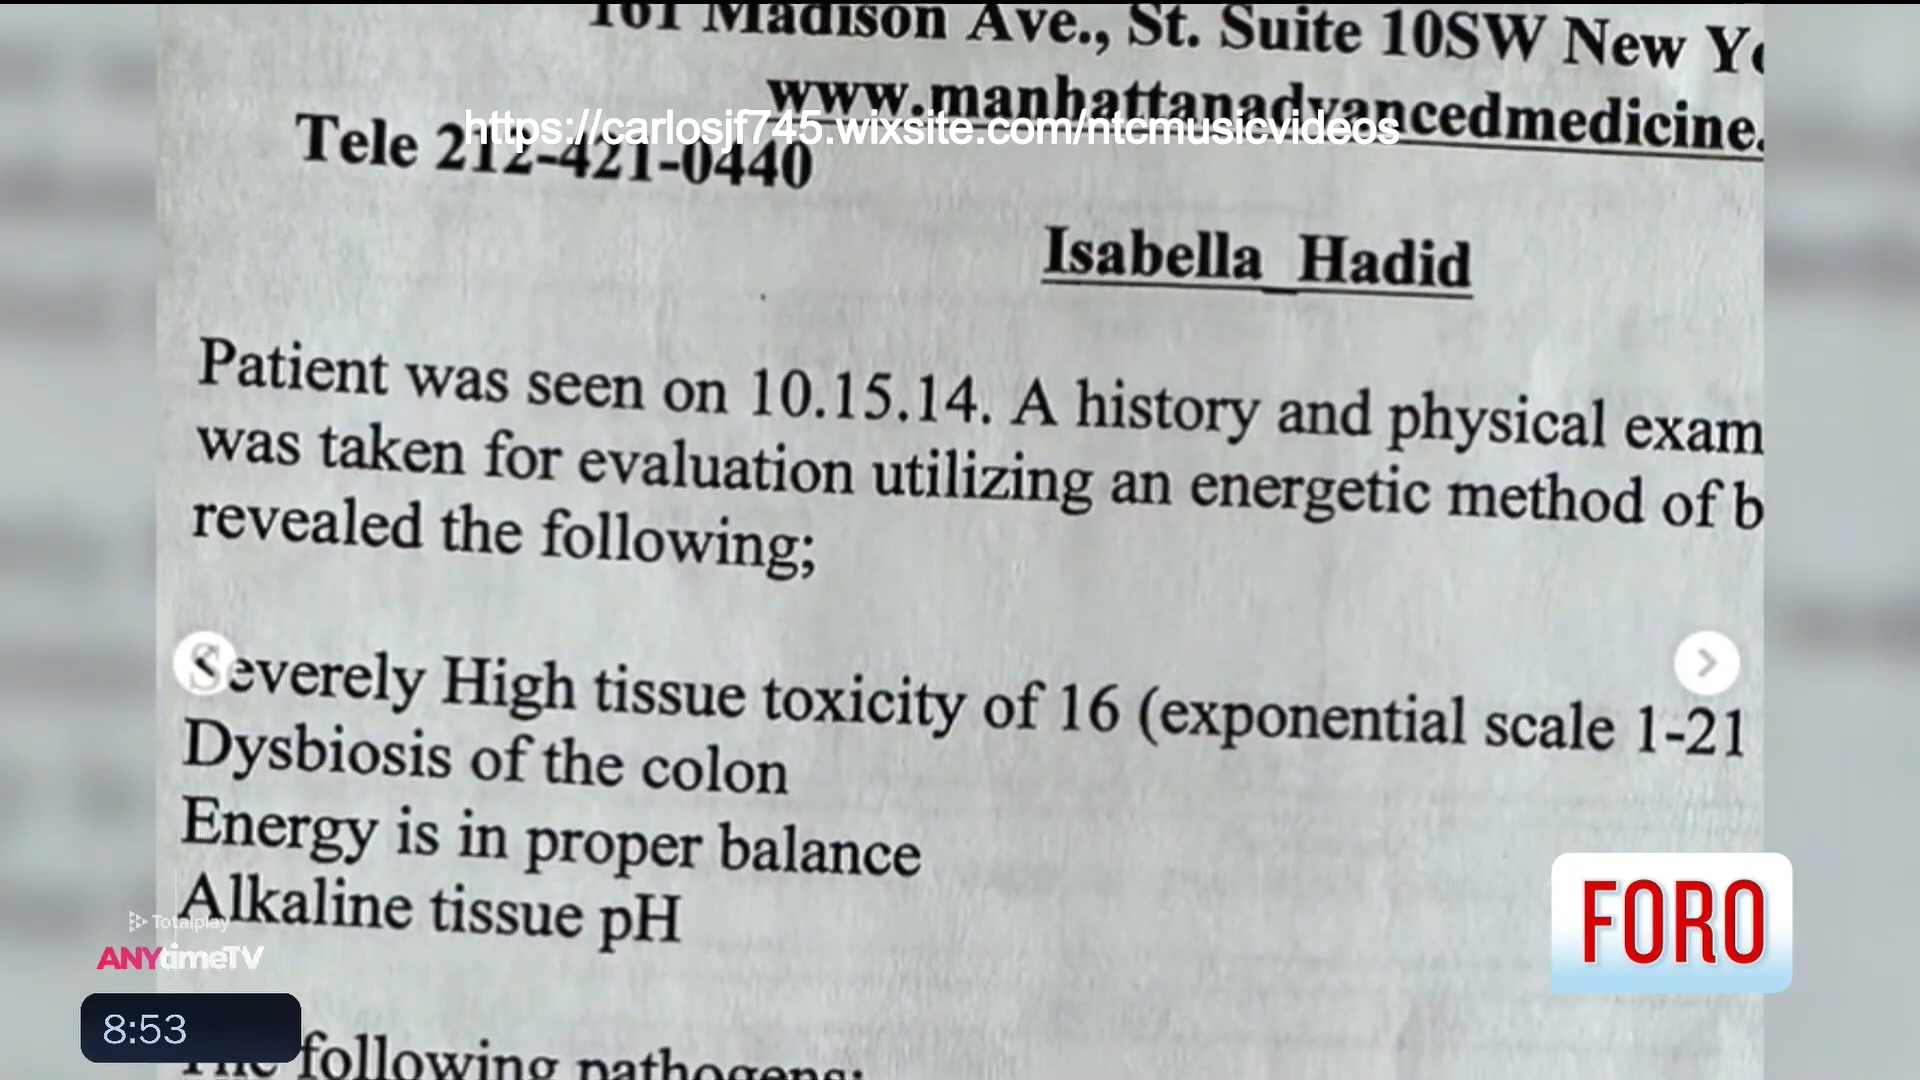 161 Madison Ave., St. Suite 10SW New
www.manhattanadvancedmedicine.
https://carlosjf745.wixsite.com/ntcmusicvideos
Tele 212-421-0440
Isabella Hadid
Patient was seen on 10.15.14. A history and physical exam
was taken for evaluation utilizing an energetic method of b
revealed the following;
Severely High tissue toxicity of 16 (exponential scale 1-21
Dysbiosis of the colon
Energy is in proper balance
Alkaline tissue pH
Totalplay
ANYtimeTV
FORO
8:53
The following pathogens: